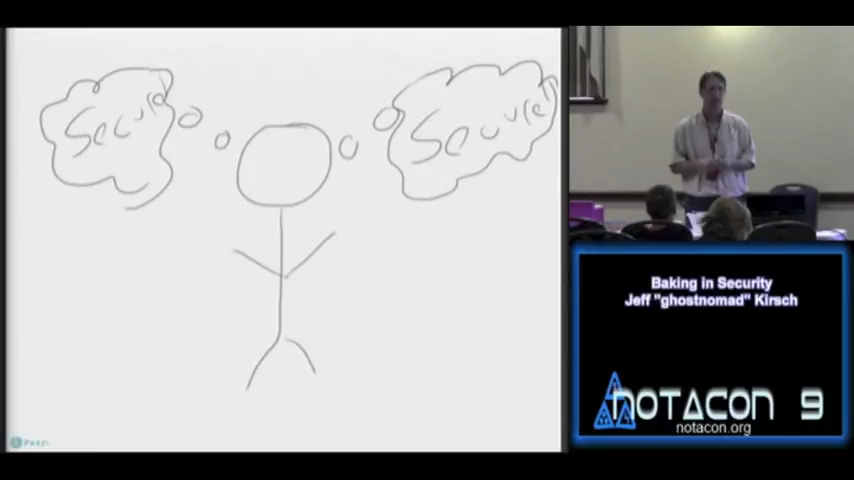 Secure
Secure
Baking in Security
Jeff "ghostnomad" Kirsch
NOTACON 9
notacon.org